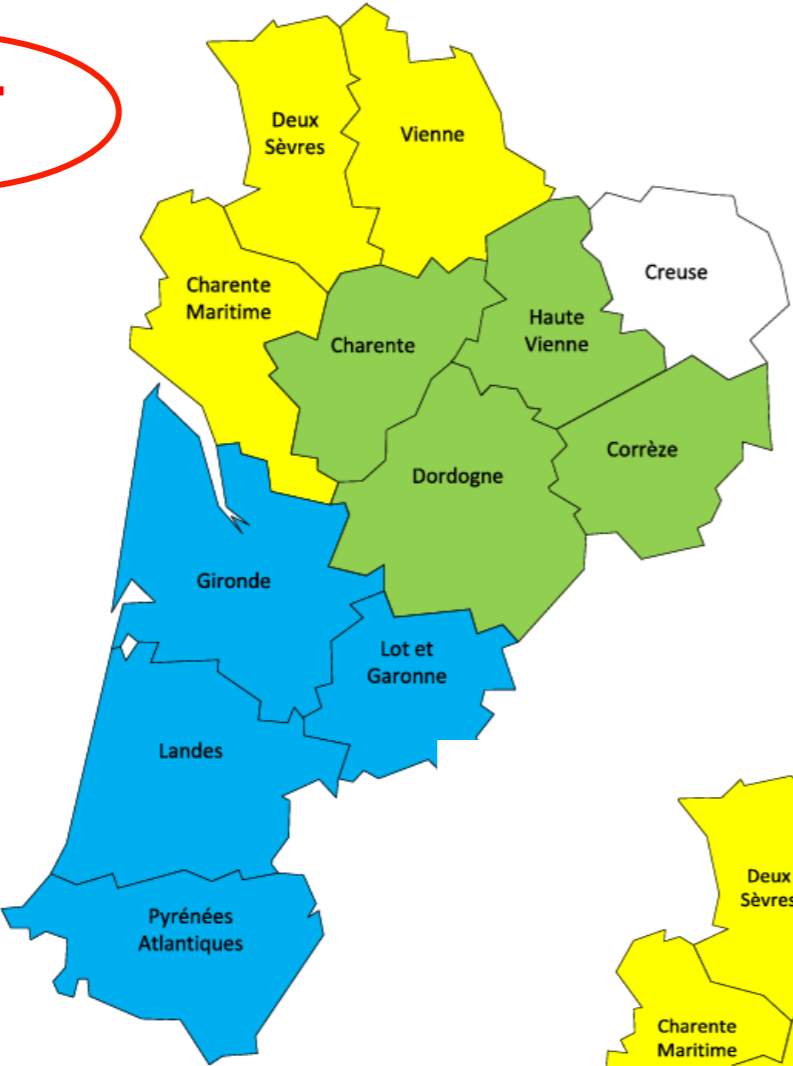 Deux
Sèvres
Vienne
Creuse
Charente
Maritime
Haute
Vienne
Charente
Corrèze
Dordogne
Gironde
Lot et
Garonne
Landes
Deux
Sèvres
Pyrénées
Atlantiques
Charente
Maritime